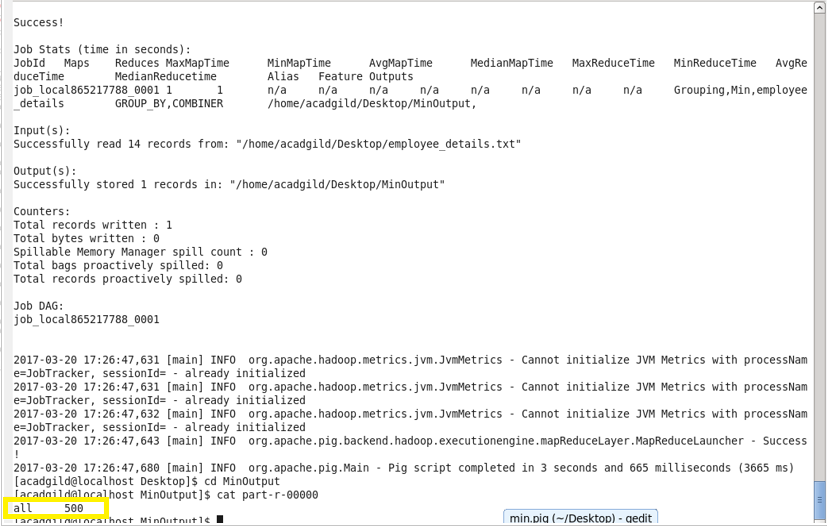 Success!
Job Stats (time in seconds):
JobId Maps Reduces MaxMapTime MinMapTime AvgMapTime MedianMapTime MaxReduceTime MinReduceTime AvgRe
duceTime MedianReducetime Alias Feature Outputs
job_local865217788_0001 1 1 n/a n/a n/a n/a n/a n/a n/a n/a Grouping,Min,employee
_details GROUP_BY,COMBINER /home/acadgild/Desktop/MinOutput,
Input(s):
Successfully read 14 records from: "/home/acadgild/Desktop/employee_details.txt"
Output(s):
Successfully stored 1 records in: "/home/acadgild/Desktop/MinOutput"
Counters:
Total records written : 1
Total bytes written : 0
Spillable Memory Manager spill count : 0
Total bags proactively spilled: 0
Total records proactively spilled: 0
Job DAG:
job_local865217788_0001
2017-03-20 17:26:47,631 [main] INFO org.apache.hadoop.metrics.jvm.JvmMetrics - Cannot initialize JVM Metrics with processNam
e=JobTracker, sessionId= - already initialized
2017-03-20 17:26:47,631 [main] INFO org.apache.hadoop.metrics.jvm.JvmMetrics - Cannot initialize JVM Metrics with processNam
e=JobTracker, sessionId= - already initialized
2017-03-20 17:26:47,632 [main] INFO org.apache.hadoop.metrics.jvm.JvmMetrics - Cannot initialize JVM Metrics with processNam
e=JobTracker, sessionId= - already initialized
2017-03-20 17:26:47,643 [main] INFO org.apache.pig.backend.hadoop.executionengine.mapReduceLayer.MapReduceLauncher - Success
!
2017-03-20 17:26:47,680 [main] INFO org.apache.pig.Main - Pig script completed in 3 seconds and 665 milliseconds (3665 ms)
[acadgild@localhost Desktop]$ cd MinOutput
[acadgild@localhost MinOutput]$ cat part-r-00000
all 500
[acadgild@localhost MinOutput]$
min.pig (~/Desktop) - gedit